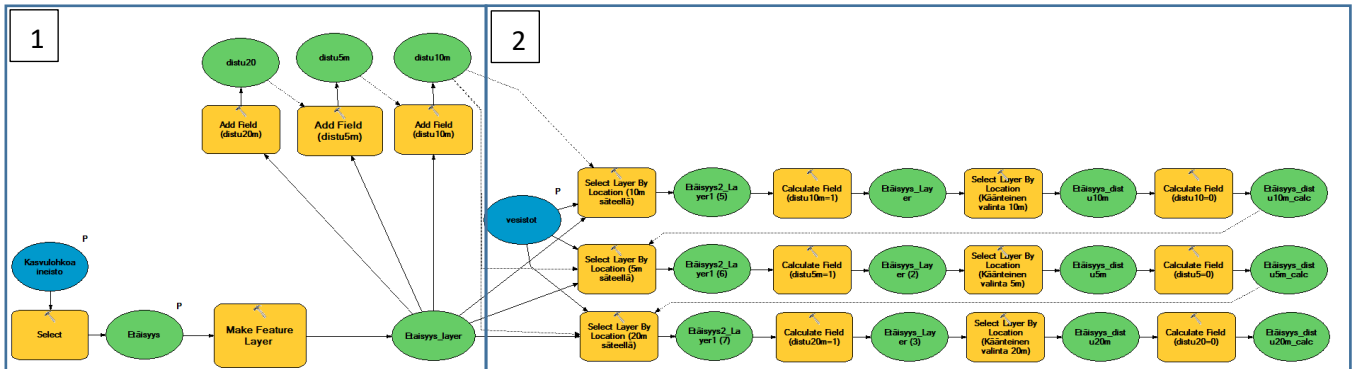 1
2
distu20
distu5m
distu10m
Add Field
(distu20m)
Add Field
(distu5m)
Add Field
(distu10m)
P
Kasvulohkoa
ineisto
Select
P
Etäisyys
Make Feature
Layer
Etaisyys_layer
P
vesistot
Select Layer By
Location (10m
säteellä)
Etäisyys2_La
yer1 (5)
Calculate Field
(distu10m=1)
Etäisyys_Lay
er
Select Layer By
Location
(Käänteinen
valinta 10m)
Etäisyys_dist
u10m
Calculate Field
(distu10=0)
Etäisyys_dist
u10m_calc
Select Layer By
Location (5m
säteellä)
Etäisyys2_La
yer1 (6)
Calculate Field
(distu5m=1)
Etäisyys_Lay
er (2)
Select Layer By
Location
(Käänteinen
valinta 5m)
Etäisyys_dist
u5m
Calculate Field
(distu5=0)
Etäisyys_dist
u5m_calc
Select Layer By
Location (20m
säteellä)
Etäisyys2_La
yer1 (7)
Calculate Field
(distu20m=1)
Etäisyys_Lay
er (3)
Select Layer By
Location
(Käänteinen
valinta 20m)
Etäisyys_dist
u20m
Calculate Field
(distu20=0)
Etäisyys_dist
u20m_calc